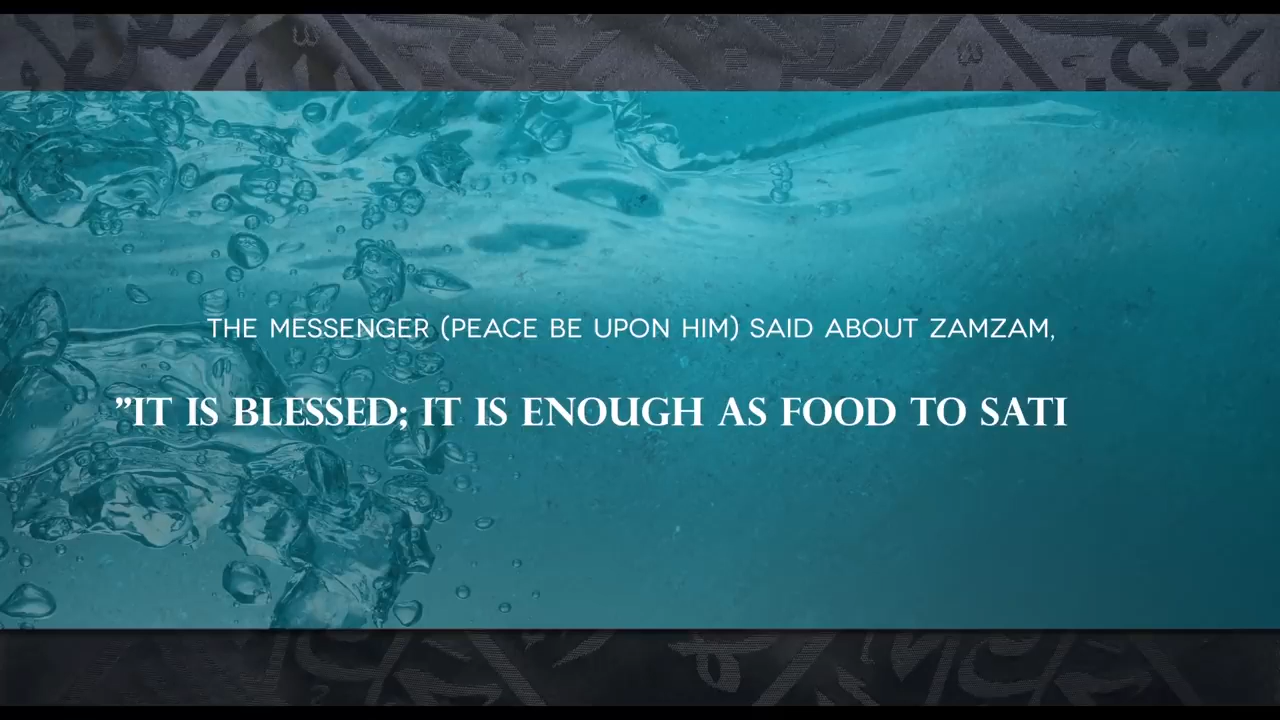 THE MESSENGER (PEACE BE UPON HIM) SAID ABOUT ZAMZAM,
”IT IS BLESSED; IT IS ENOUGH AS FOOD TO SATI